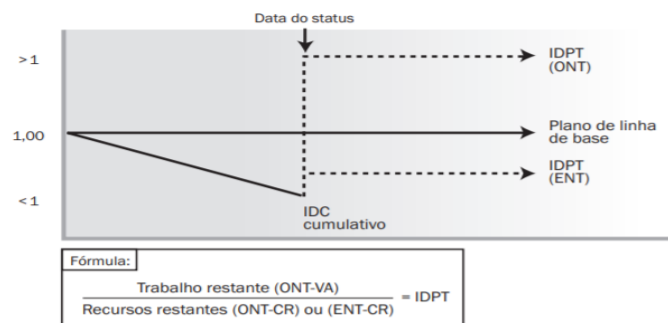 Data do status
>1
IDPT
(ONT)
1,00
Plano de linha
de base
IDPT
(ENT)
<1
IDC
cumulativo
Fórmula:
Trabalho restante (ONT-VA)
= IDPT
Recursos restantes (ONT-CR) ou (ENT-CR)